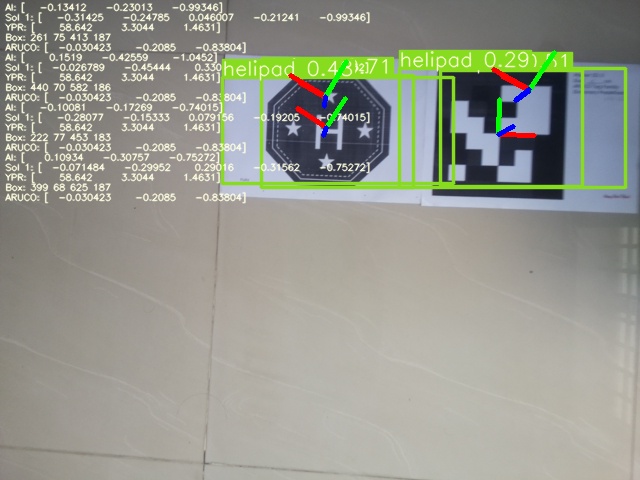 AI: [ -0.13412 -0.23013 -0.99346]
Sol 1: [ -0.31425 -0.24785 0.046007 -0.21241 -0.99346]
YPR: [ 58.642 3.3044 1.4631]
Box: 261 75 413 187
ARUCO: [ -0.030423 -0.2085 -0.83804]
AI: [ 0.1519 -0.42559 -1.0452]
Sol 1: [ -0.026789 -0.45444 0.330
YPR: [ 58.642 3.3044 1.4631]
Box: 440 70 582 186
ARUCO: [ -0.030423 -0.2085 -0.83804]
AI: [ -0.10081 -0.17269 -0.74015]
Sol 1: [ -0.28077 -0.15333 0.079156 -0.19205 -0.74015]
YPR: [ 58.642 3.3044 1.4631]
Box: 222 77 453 183
ARUCO: [ -0.030423 -0.2085 -0.83804]
AI: [ 0.10934 -0.30757 -0.75272]
Sol 1: [ -0.071484 -0.29952 0.29016 -0.31562 -0.75272]
YPR: [ 58.642 3.3044 1.4631]
Box: 399 68 625 187
ARUCO: [ -0.030423 -0.2085 -0.83804]
helipad
helipad
H